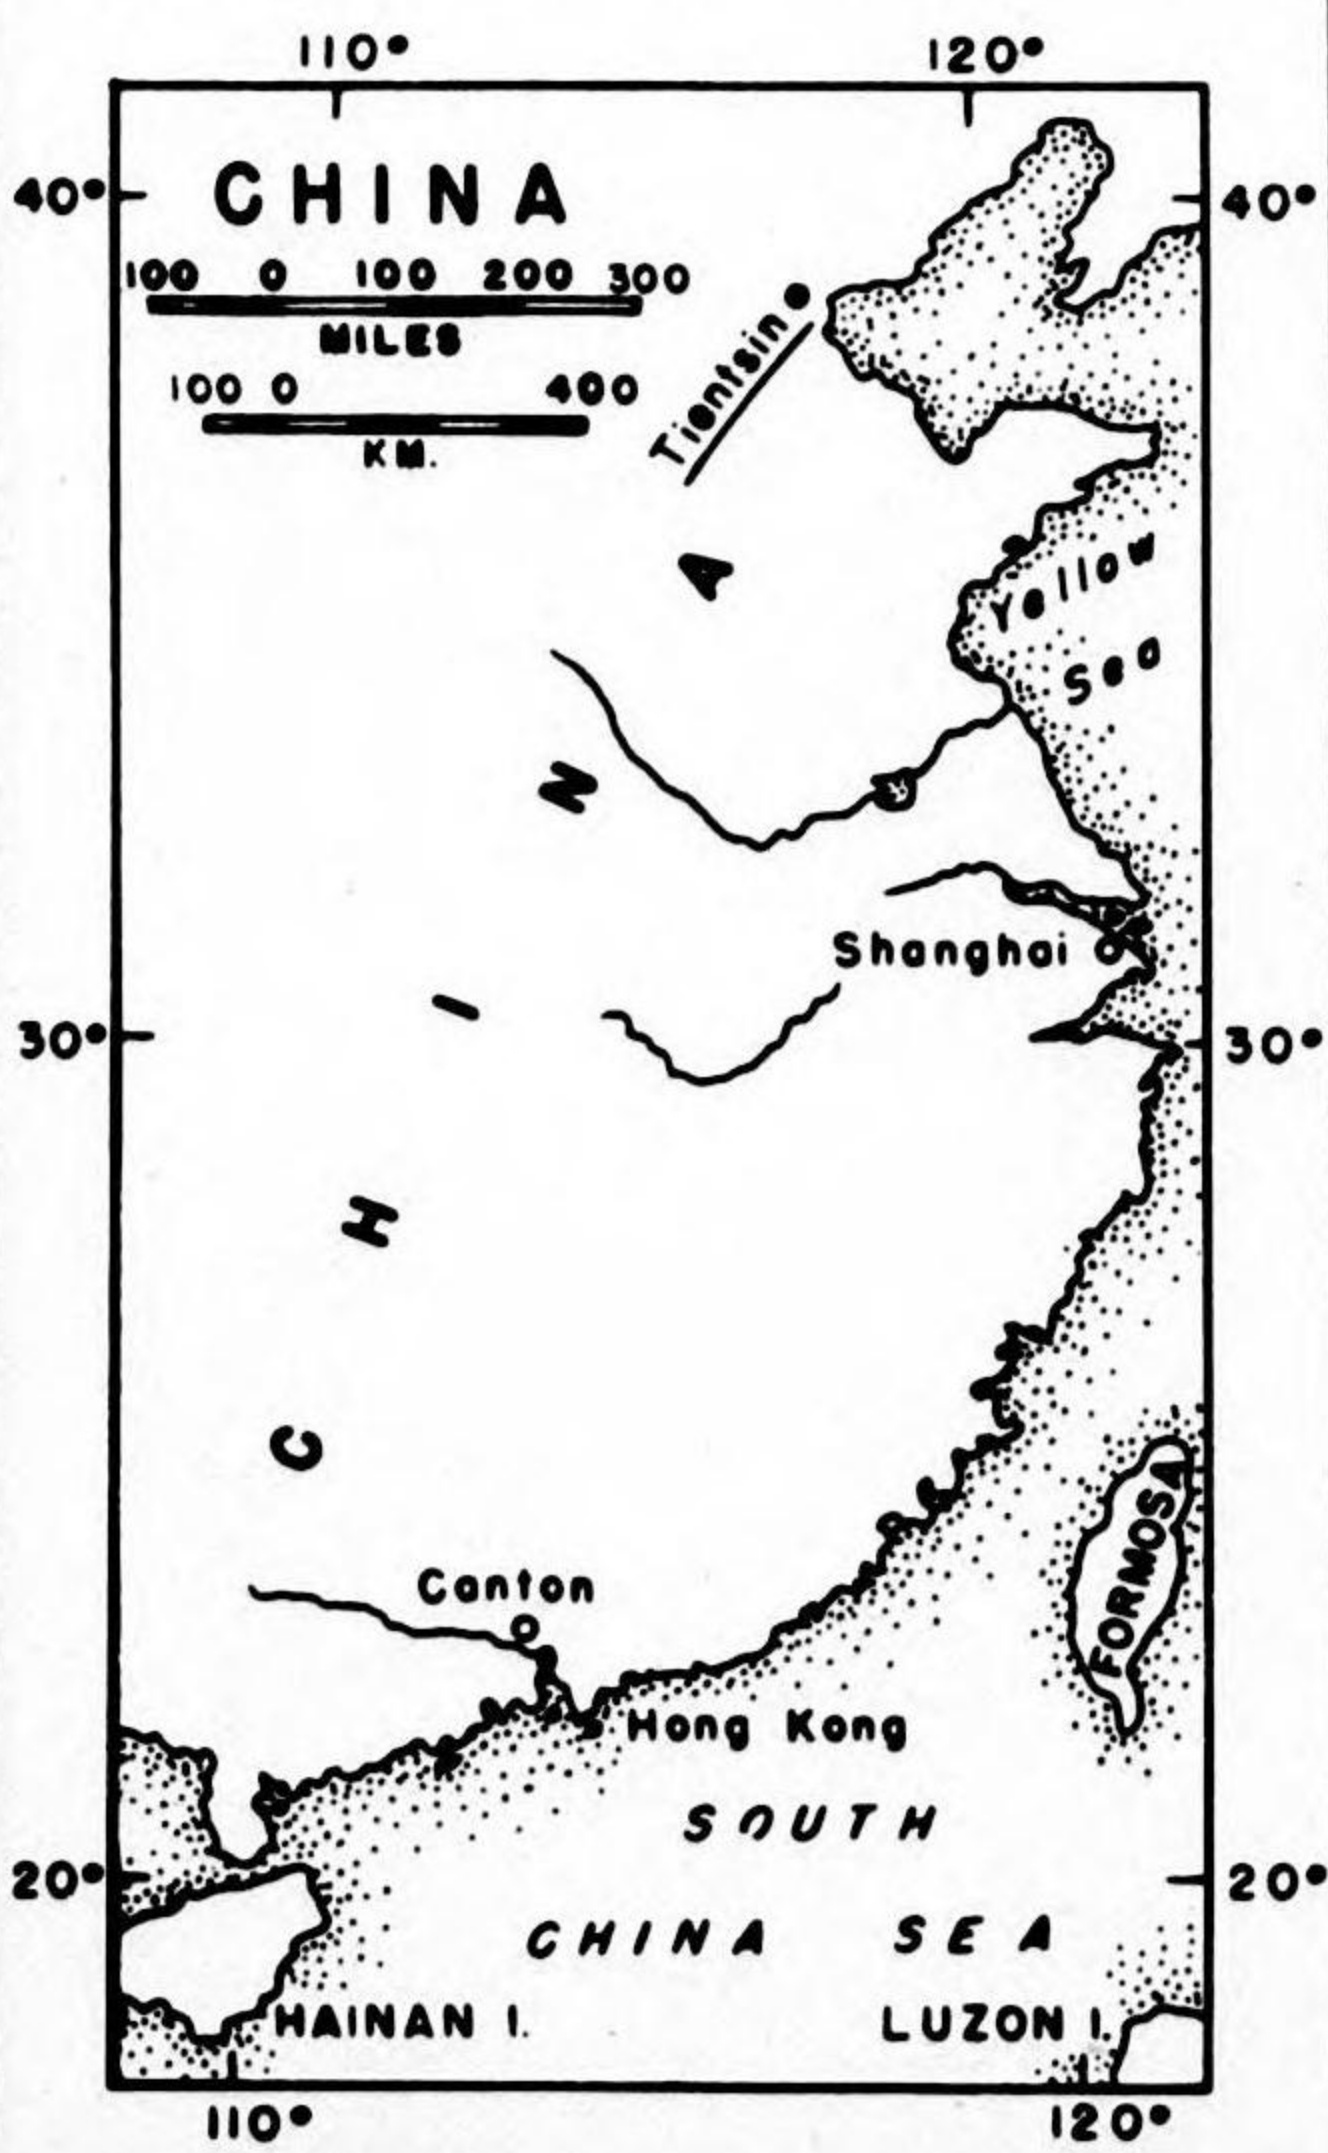 110° 120°
40° 40°
CHINA
100 0 100 200 300
MILES
100 0 400
KM.
Tientsin
Yellow
Sea
CHINA
Shanghai
30° 30°
FORMOSA
Canton
Hong Kong
SOUTH
20° 20°
CHINA SEA
HAINAN I. LUZON I.
110° 120°